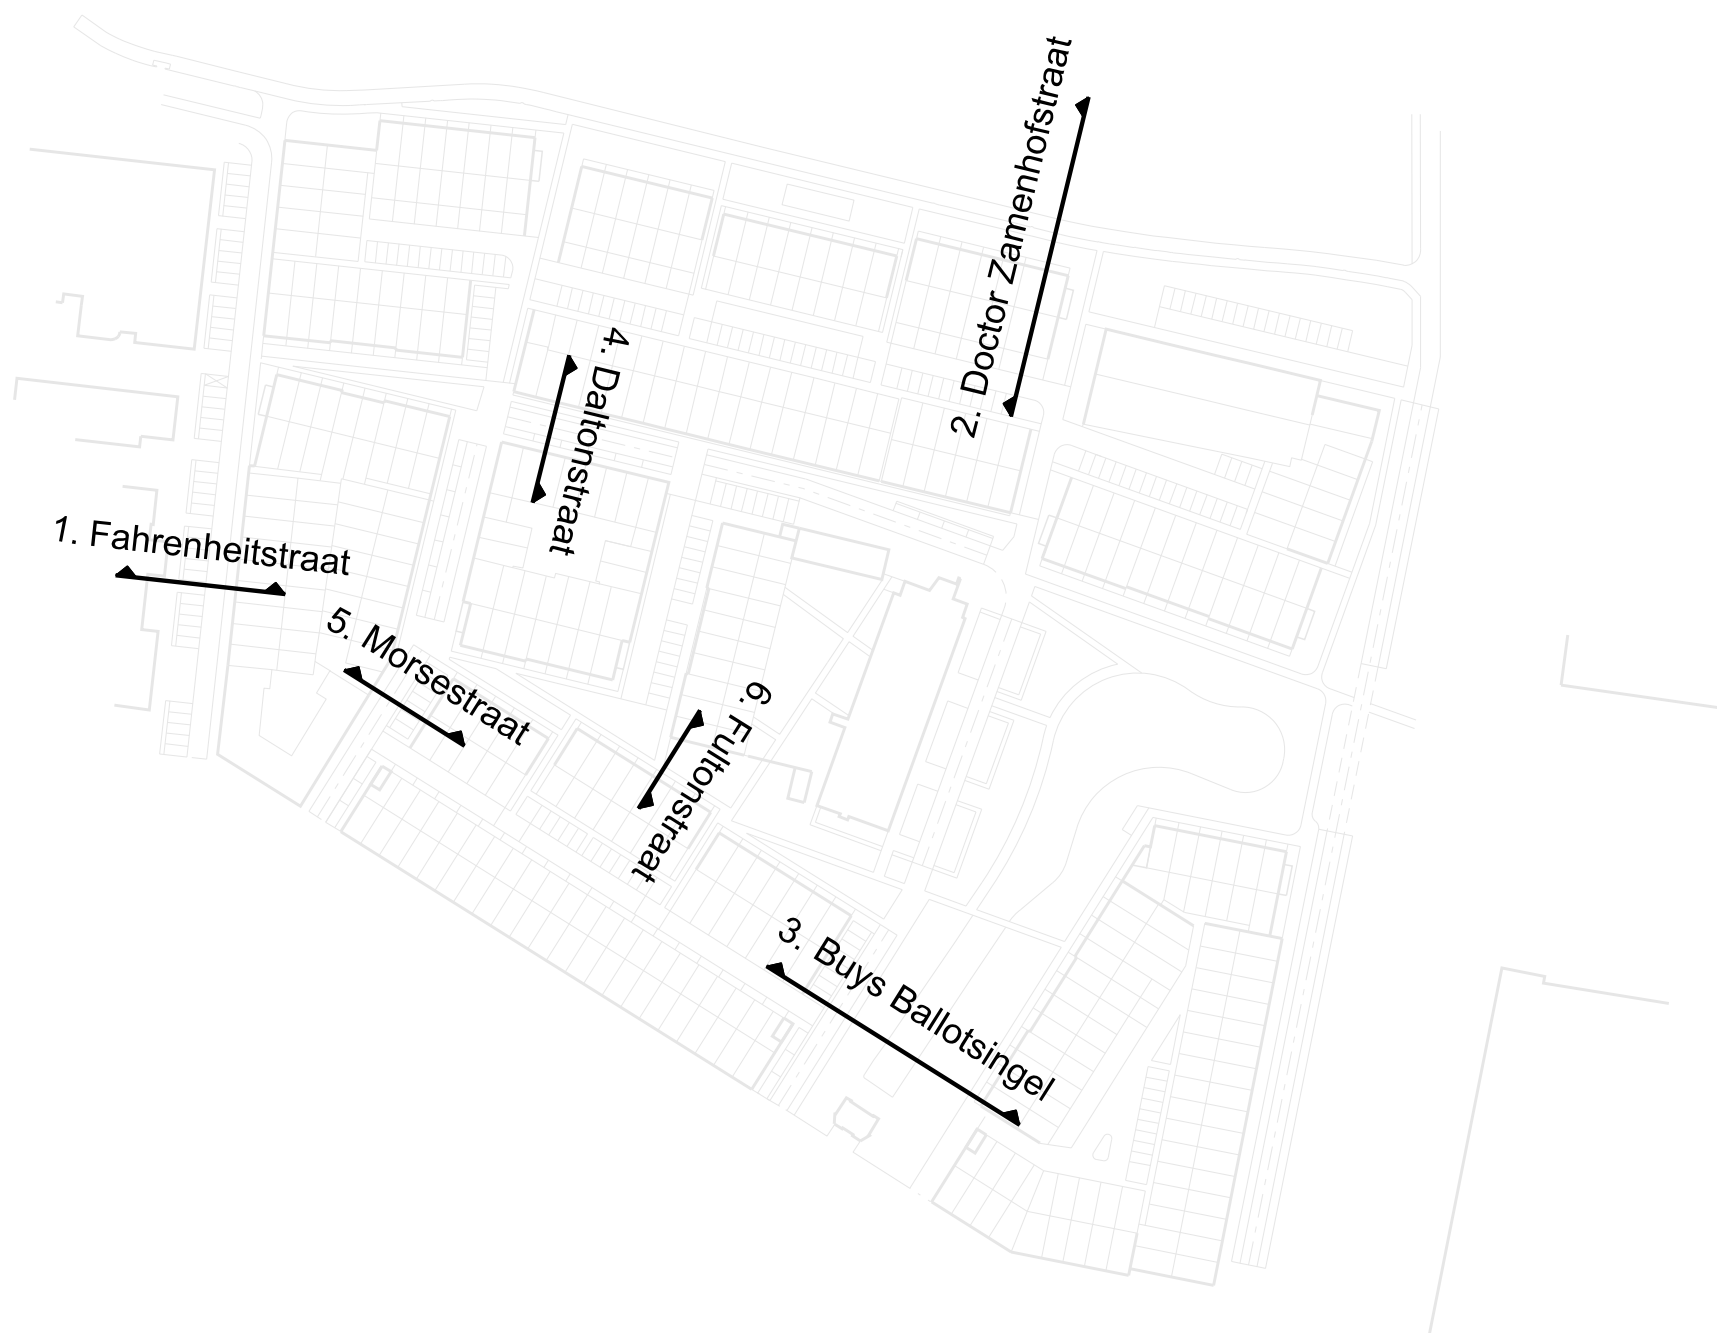 1. Fahrenheitstraat
2. Doctor Zamenhofstraat
3. Buys Ballotsingel
4. Daltonstraat
5. Morsestraat
6. Fultonstraat